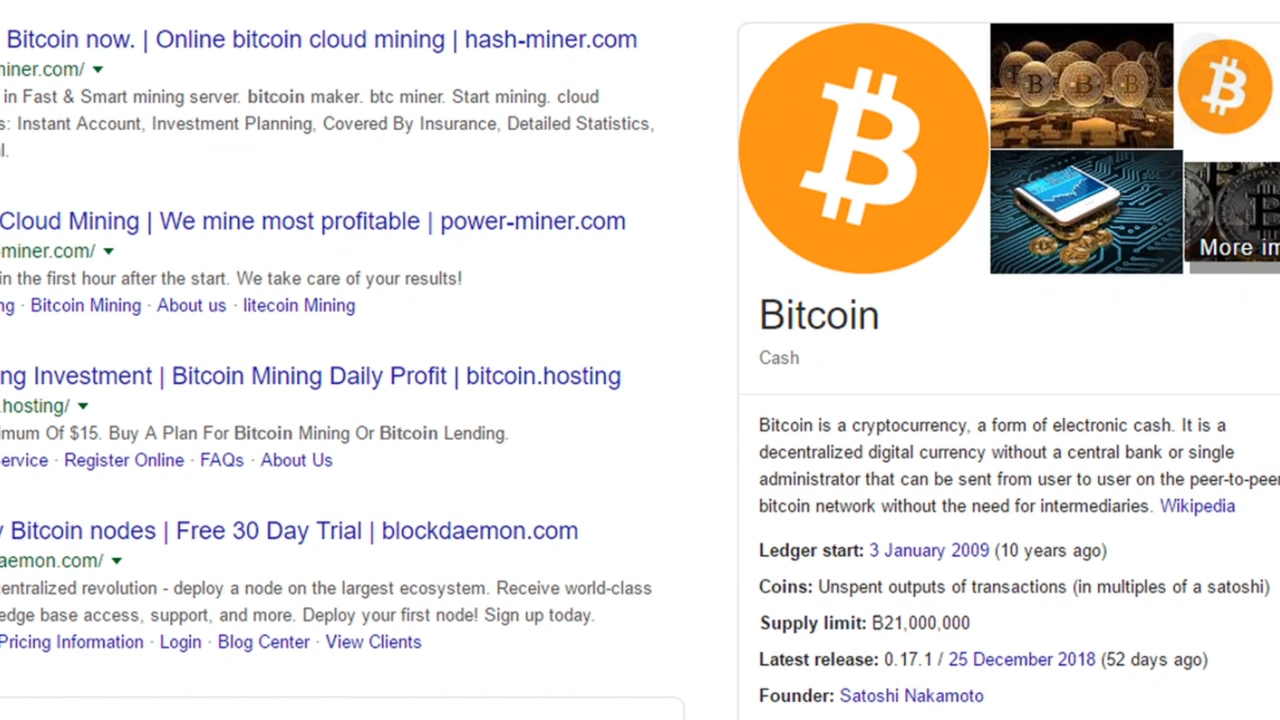 Bitcoin now. | Online bitcoin cloud mining | hash-miner.com
miner.com/
in Fast & Smart mining server. bitcoin maker. btc miner. Start mining. cloud
s: Instant Account, Investment Planning, Covered By Insurance, Detailed Statistics,
l.
Cloud Mining | We mine most profitable | power-miner.com
-miner.com/
in the first hour after the start. We take care of your results!
ng · Bitcoin Mining · About us · litecoin Mining
ng Investment | Bitcoin Mining Daily Profit | bitcoin.hosting
.hosting/
imum Of $15. Buy A Plan For Bitcoin Mining Or Bitcoin Lending.
ervice · Register Online · FAQs · About Us
y Bitcoin nodes | Free 30 Day Trial | blockdaemon.com
aemon.com/
centralized revolution - deploy a node on the largest ecosystem. Receive world-class
edge base access, support, and more. Deploy your first node! Sign up today.
Pricing Information · Login · Blog Center · View Clients
More im
Bitcoin
Cash
Bitcoin is a cryptocurrency, a form of electronic cash. It is a
decentralized digital currency without a central bank or single
administrator that can be sent from user to user on the peer-to-peer
bitcoin network without the need for intermediaries. Wikipedia
Ledger start: 3 January 2009 (10 years ago)
Coins: Unspent outputs of transactions (in multiples of a satoshi)
Supply limit: ₿21,000,000
Latest release: 0.17.1 / 25 December 2018 (52 days ago)
Founder: Satoshi Nakamoto